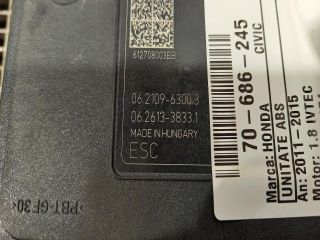 612708003EB
06.2109-6300.3
06.2613-3833.1
MADE IN HUNGARY
ESC
>PBT-GF30<
70-686-245
CIVIC
Marca: HONDA
UNITATE ABS
An: 2011-2015
Motor: 1.8 IVTEC